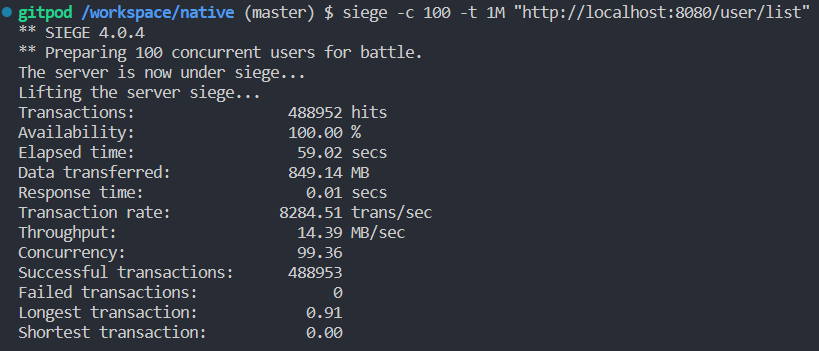 gitpod /workspace/native (master) $ siege -c 100 -t 1M "http://localhost:8080/user/list"
** SIEGE 4.0.4
** Preparing 100 concurrent users for battle.
The server is now under siege...
Lifting the server siege...
Transactions: 488952 hits
Availability: 100.00 %
Elapsed time: 59.02 secs
Data transferred: 849.14 MB
Response time: 0.01 secs
Transaction rate: 8284.51 trans/sec
Throughput: 14.39 MB/sec
Concurrency: 99.36
Successful transactions: 488953
Failed transactions: 0
Longest transaction: 0.91
Shortest transaction: 0.00